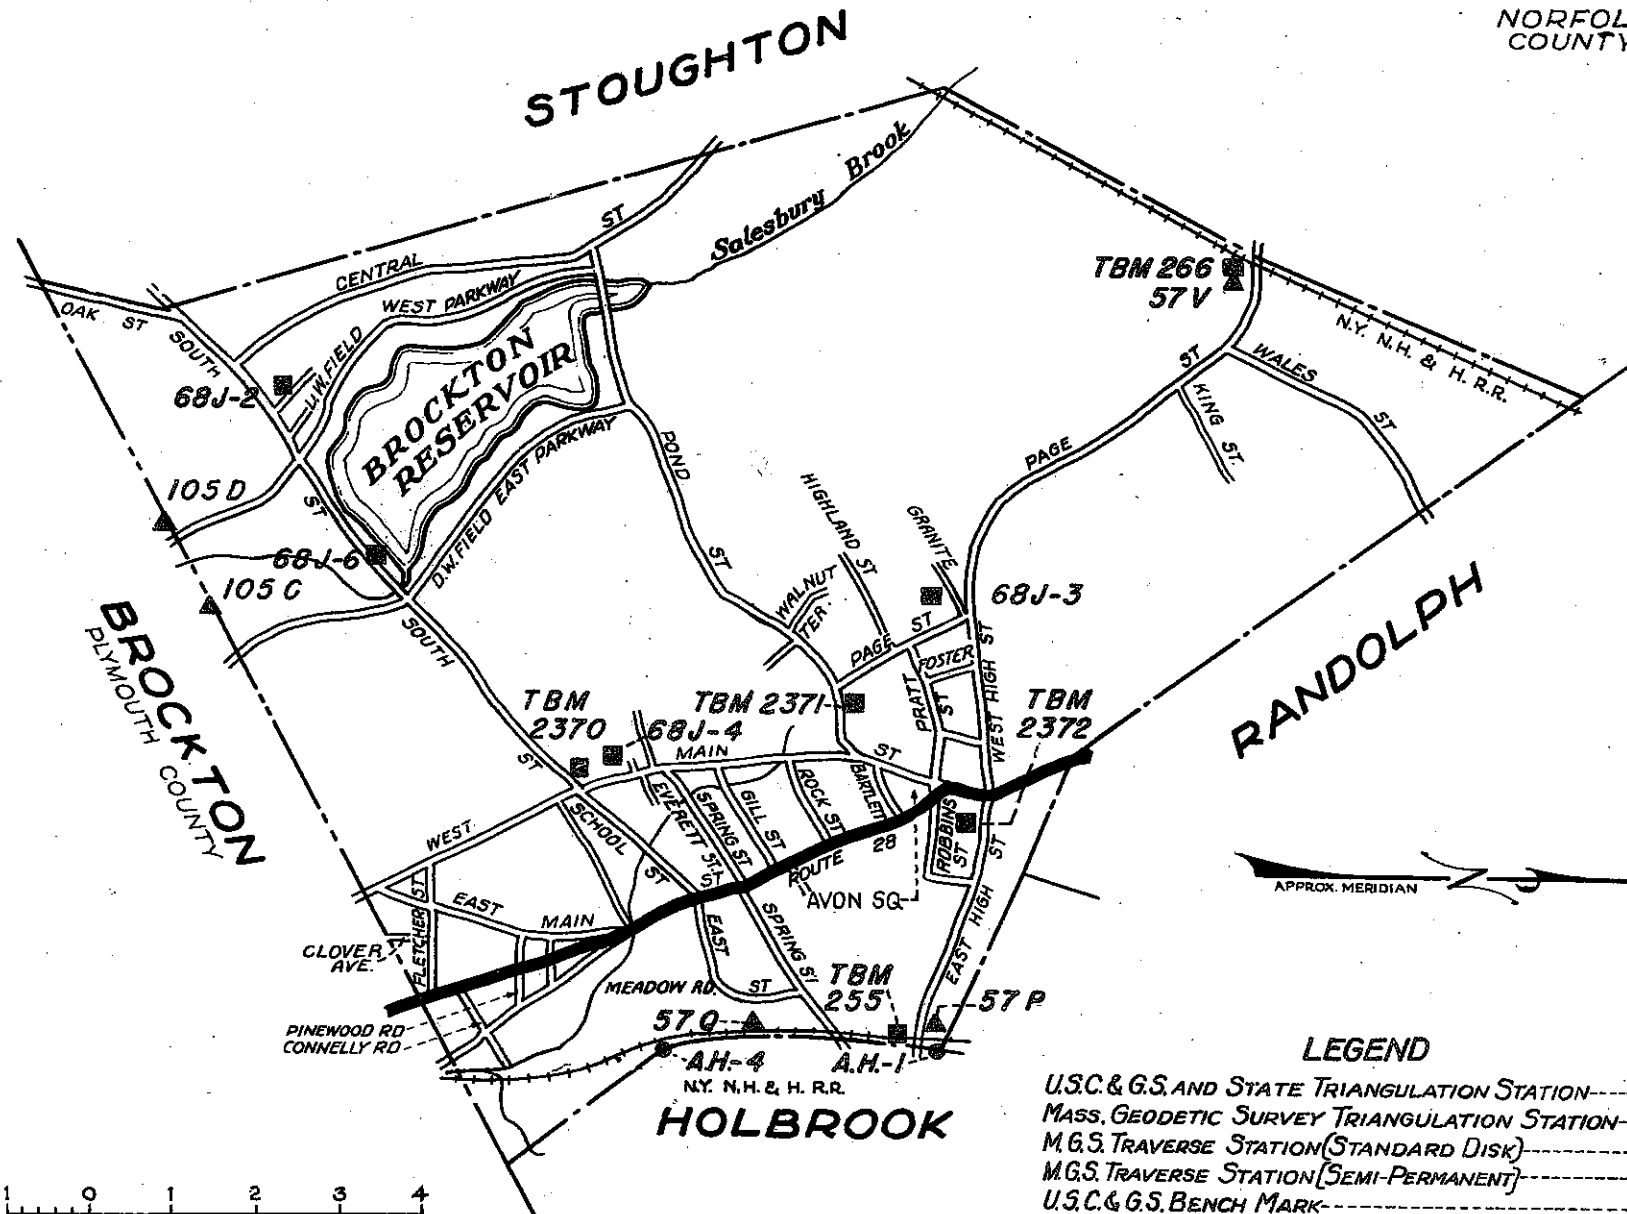 NORFOL
COUNTY
STOUGHTON
Salesbury Brook
ST
CENTRAL
WEST PARKWAY
OAK ST
SOUTH
U.W. FIELD
68J-2
BROCKTON
RESERVOIR
TBM 266
57 V
N.Y. N.H. & H. R.R.
WALES
ST
ST
KING ST.
PAGE
105 D
ST
68J-6
D.W. FIELD EAST PARKWAY
POND
ST
HIGHLAND ST
GRANITE
105 C
WALNUT
TER.
68J-3
BROCKTON
PLYMOUTH COUNTY
SOUTH
PAGE ST
FOSTER
PRATT ST
WEST HIGH ST
RANDOLPH
TBM
2370
68J-4
TBM 2371
TBM
2372
MAIN
ST
ST
BARTLETT
ROCK ST
GILL ST
SPRING ST
EVERETT ST.
WEST
SCHOOL
ST
ST
ROUTE 28
ROBBINS
ST
ST
AVON SQ
APPROX. MERIDIAN
EAST
MAIN
FLETCHER ST
CLOVER
AVE.
EAST
ST
SPRING ST
EAST HIGH
MEADOW RD.
TBM
255
57 P
57 Q
PINEWOOD RD
CONNELLY RD
A.H.-4
A.H.-1
N.Y. N.H. & H. R.R.
HOLBROOK
LEGEND
U.S.C. & G.S. AND STATE TRIANGULATION STATION
MASS. GEODETIC SURVEY TRIANGULATION STATION
M.G.S. TRAVERSE STATION (STANDARD DISK)
M.G.S. TRAVERSE STATION (SEMI-PERMANENT)
U.S.C. & G.S. BENCH MARK
1 0 1 2 3 4